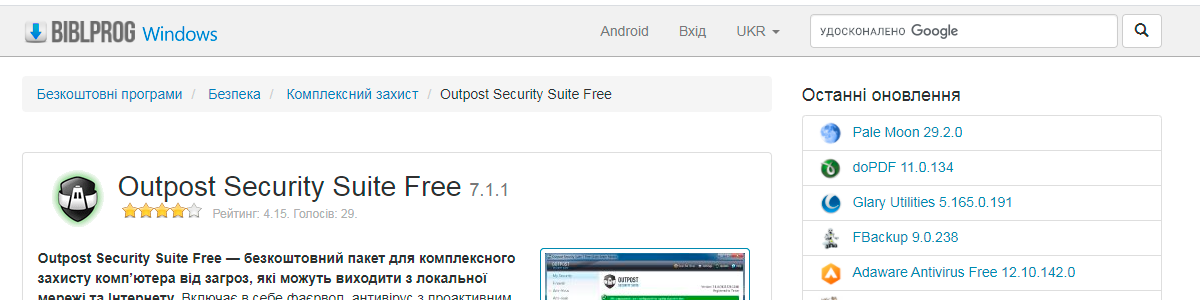 BIBLPROG Windows
Android Вхід UKR
УДОСКОНАЛЕНО Google
Безкоштовні програми / Безпека / Комплексний захист / Outpost Security Suite Free
Outpost Security Suite Free 7.1.1
Рейтинг: 4.15. Голосів: 29.
Outpost Security Suite Free — безкоштовний пакет для комплексного
захисту комп’ютера від загроз, які можуть виходити з локальної
мережі та Інтернету. Включає в себе фаєрвол, антивірус з проактивним
OUTPOST
Останні оновлення
Pale Moon 29.2.0
doPDF 11.0.134
Glary Utilities 5.165.0.191
FBackup 9.0.238
Adaware Antivirus Free 12.10.142.0